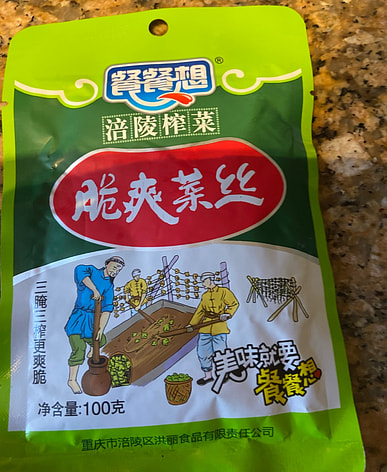 餐餐想®
涪陵榨菜
脆爽菜丝
三腌三榨更爽脆
美味就要
餐餐想
净含量:100克
重庆市涪陵区洪丽食品有限责任公司